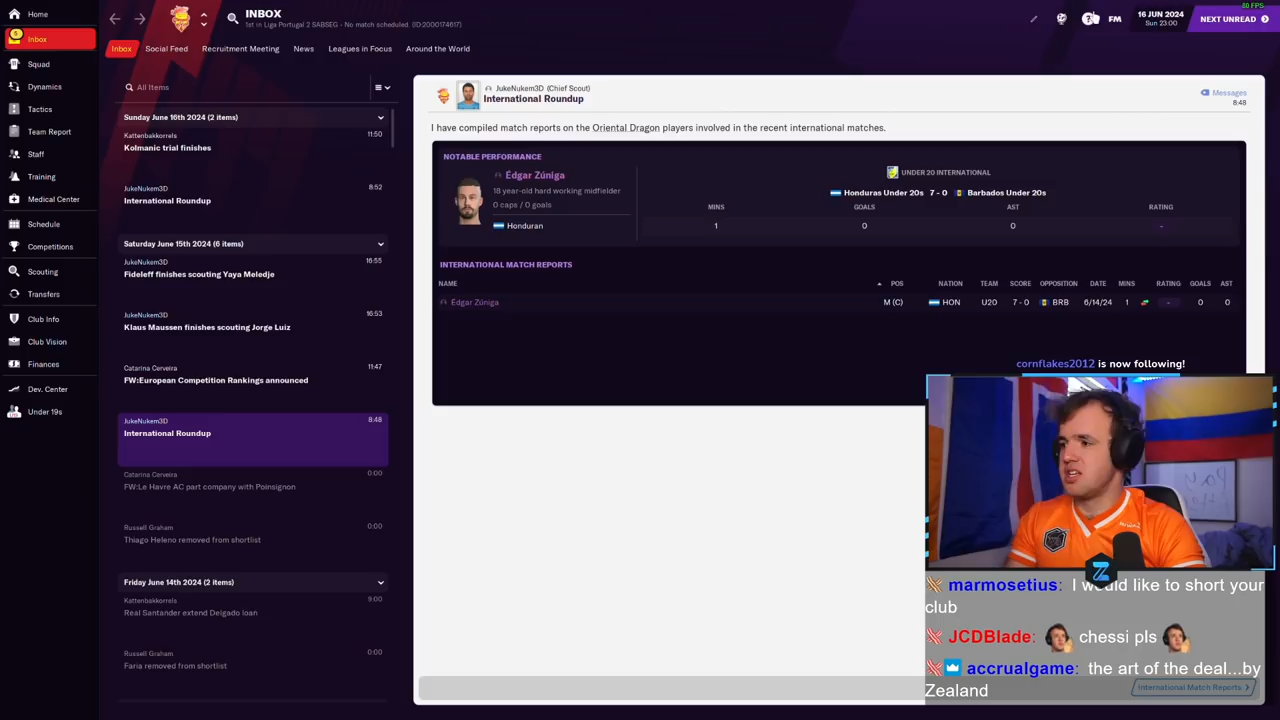 80 FPS
Home
INBOX
1st in Liga Portugal 2 SABSEG - No match scheduled. (ID:2000174617)
FM
16 JUN 2024
Sun 23:00
NEXT UNREAD
5
Inbox
Inbox
Social Feed
Recruitment Meeting
News
Leagues in Focus
Around the World
Squad
Dynamics
Tactics
Team Report
Staff
Training
Medical Center
Schedule
Competitions
Scouting
Transfers
Club Info
Club Vision
Finances
Dev. Center
Under 19s
All Items
Sunday June 16th 2024 (2 items)
Kattenbakkorrels 11:50
Kolmanic trial finishes
JukeNukem3D 8:52
International Roundup
Saturday June 15th 2024 (6 items)
JukeNukem3D 16:55
Fideleff finishes scouting Yaya Meledje
JukeNukem3D 16:53
Klaus Maussen finishes scouting Jorge Luiz
Catarina Cerveira 11:47
FW:European Competition Rankings announced
JukeNukem3D 8:48
International Roundup
Catarina Cerveira 0:00
FW:Le Havre AC part company with Poinsignon
Russell Graham 0:00
Thiago Heleno removed from shortlist
Friday June 14th 2024 (2 items)
Kattenbakkorrels 9:00
Real Santander extend Delgado loan
Russell Graham 0:00
Faria removed from shortlist
JukeNukem3D (Chief Scout)
International Roundup
Messages
8:48
I have compiled match reports on the Oriental Dragon players involved in the recent international matches.
NOTABLE PERFORMANCE
Édgar Zúniga
18 year-old hard working midfielder
0 caps / 0 goals
Honduran
UNDER 20 INTERNATIONAL
Honduras Under 20s 7 - 0 Barbados Under 20s
MINS GOALS AST RATING
1 0 0 -
INTERNATIONAL MATCH REPORTS
NAME POS NATION TEAM SCORE OPPOSITION DATE MINS RATING GOALS AST
Édgar Zúniga M (C) HON U20 7 - 0 BRB 6/14/24 1 - 0 0
cornflakes2012 is now following!
marmosetius: I would like to short your
club
JCDBlade: chessi pls
accrualgame: the art of the deal...by
Zealand
International Match Reports